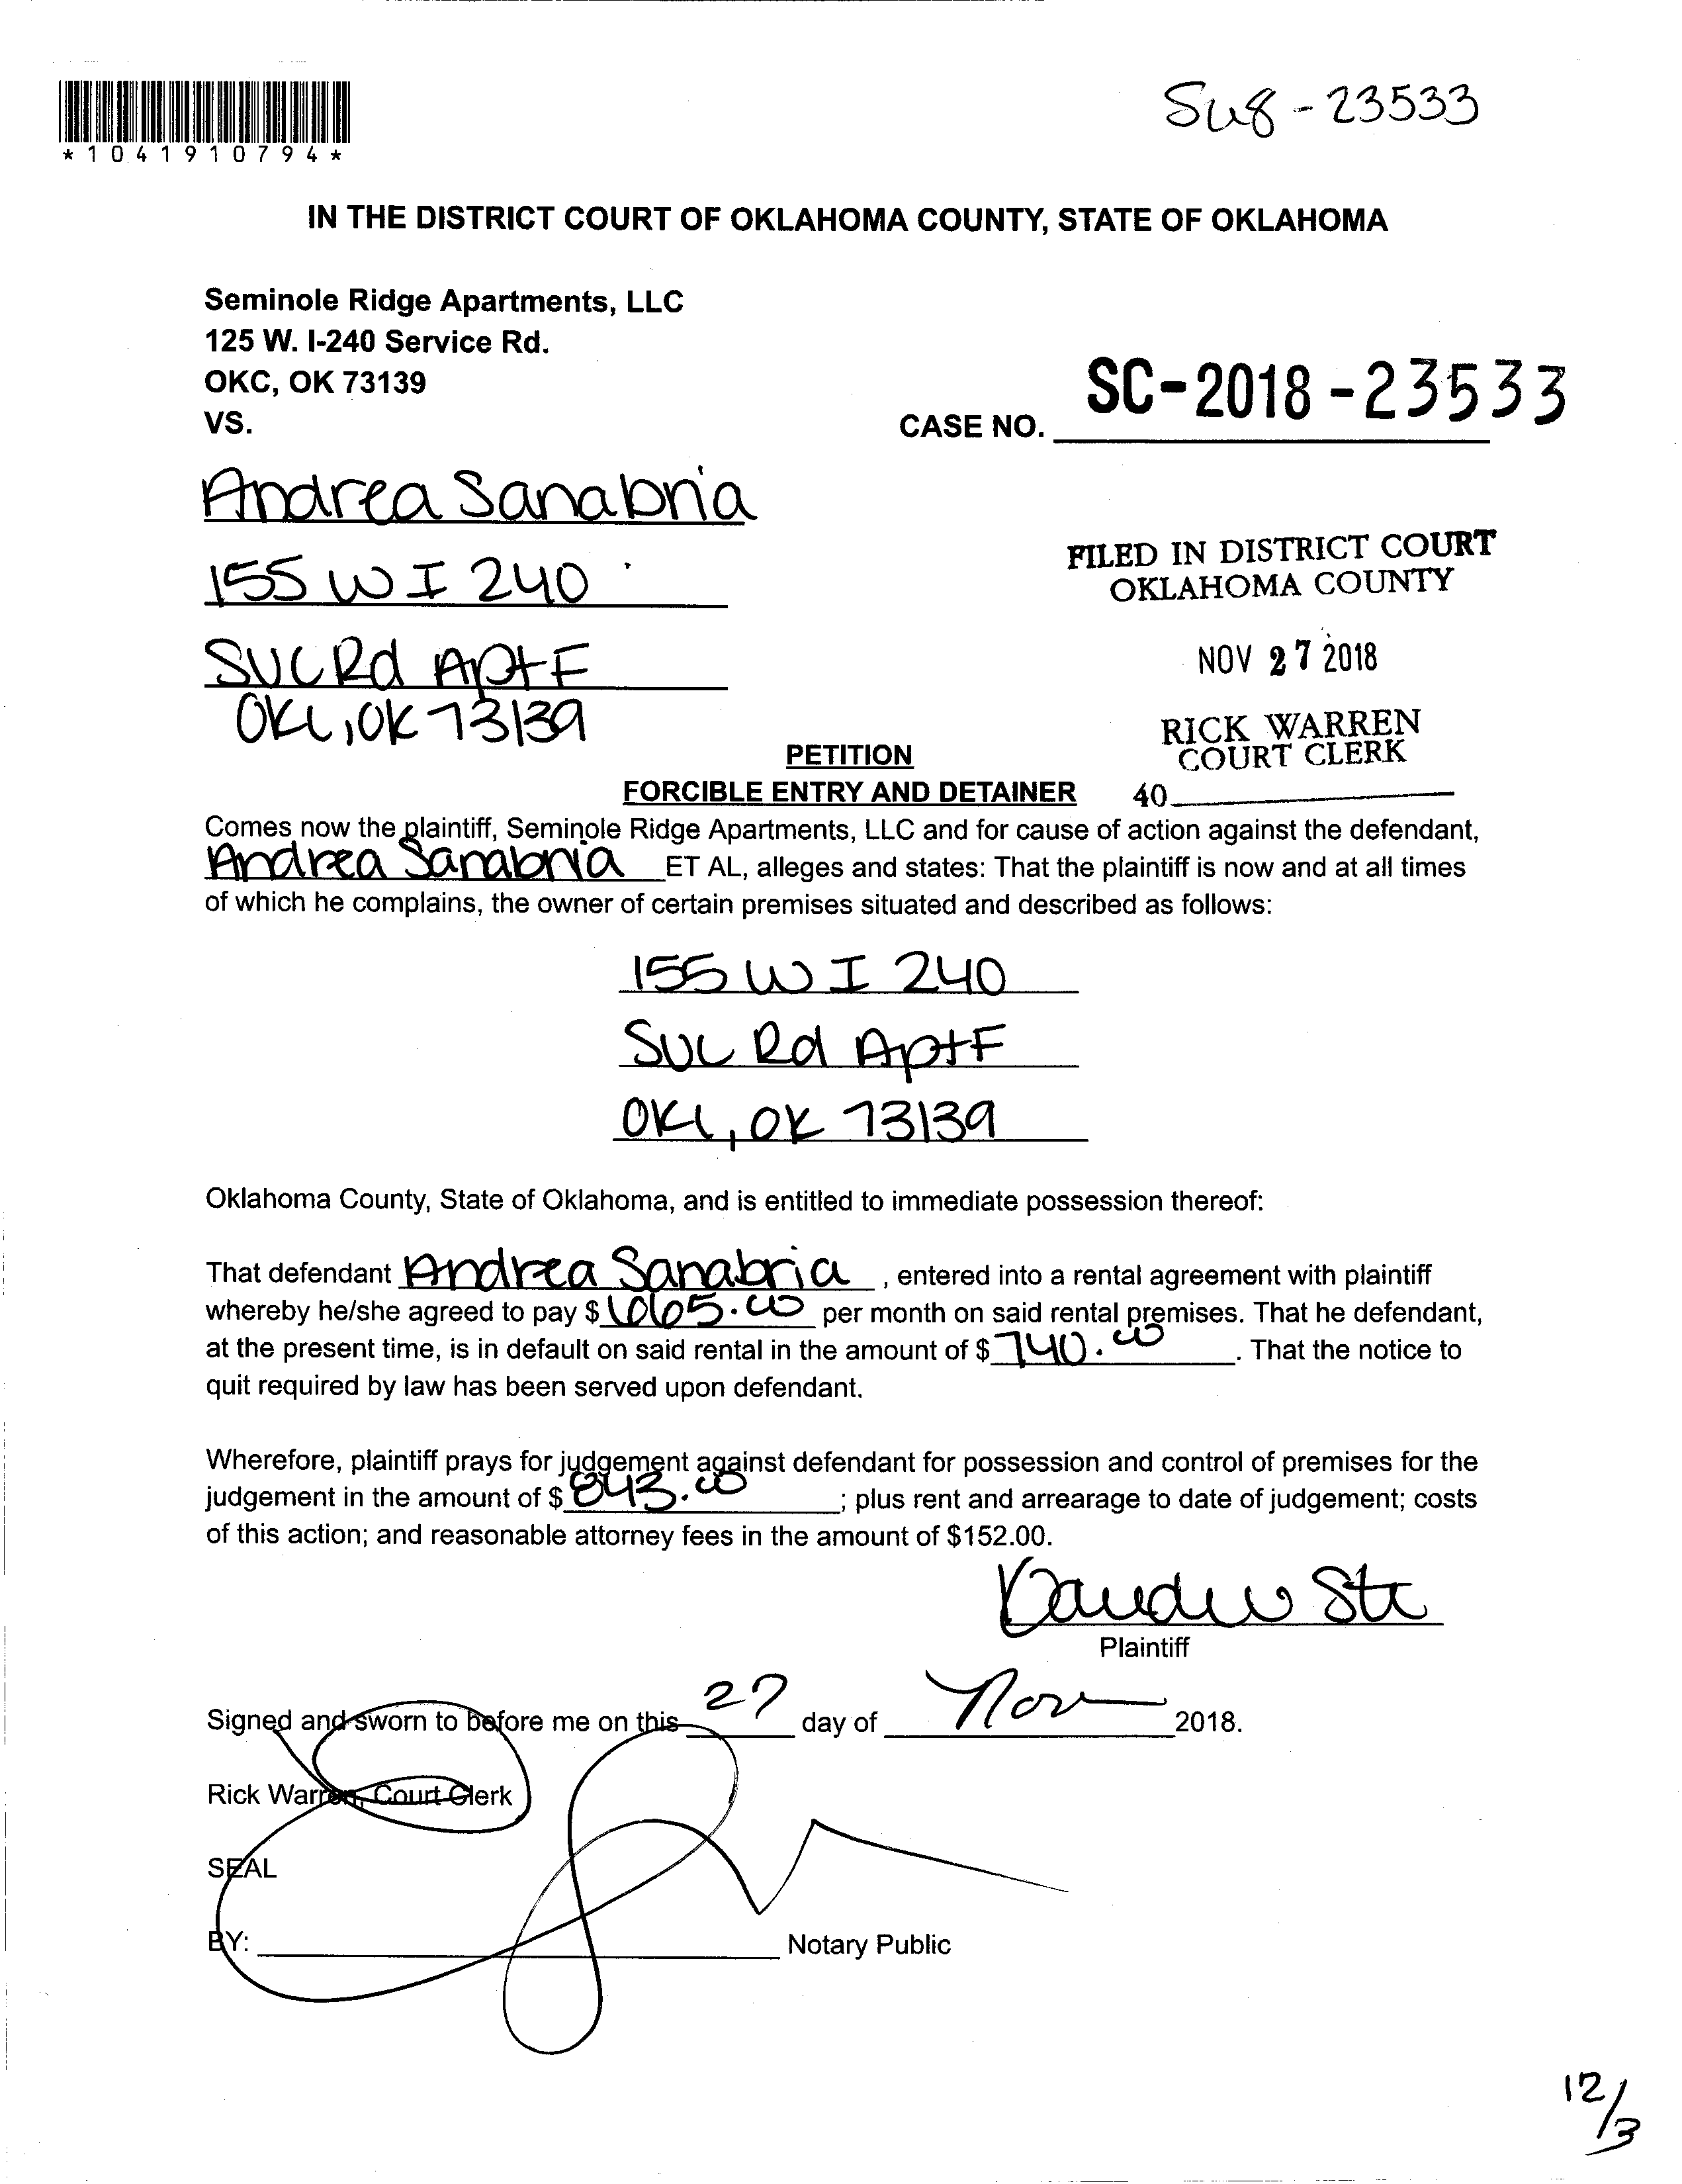 *1041910794*
IN THE DISTRICT COURT OF OKLAHOMA COUNTY, STATE OF OKLAHOMA
Seminole Ridge Apartments, LLC
125 W. I-240 Service Rd.
OKC, OK 73139
VS.
CASE NO. SC-2018-23533
Andrea Sanabria
155 W I 240
SVC Rd Apt F
OKC, OK 73139
FILED IN DISTRICT COURT
OKLAHOMA COUNTY
NOV 27 2018
RICK WARREN
COURT CLERK
40
PETITION
FORCIBLE ENTRY AND DETAINER
Comes now the plaintiff, Seminole Ridge Apartments, LLC and for cause of action against the defendant,
Andrea Sanabria ET AL, alleges and states: That the plaintiff is now and at all times
of which he complains, the owner of certain premises situated and described as follows:
155 W I 240
SVC Rd Apt F
OKC, OK 73139
Oklahoma County, State of Oklahoma, and is entitled to immediate possession thereof:
That defendant Andrea Sanabria, entered into a rental agreement with plaintiff
whereby he/she agreed to pay $ 665.00 per month on said rental premises. That he defendant,
at the present time, is in default on said rental in the amount of $ 740.00. That the notice to
quit required by law has been served upon defendant.
Wherefore, plaintiff prays for judgement against defendant for possession and control of premises for the
judgement in the amount of $ 843.00; plus rent and arrearage to date of judgement; costs
of this action; and reasonable attorney fees in the amount of $152.00.
Plaintiff
Signed and sworn to before me on this 27 day of Nov 2018.
Rick Warren, Court Clerk
SEAL
BY: Notary Public
12/3